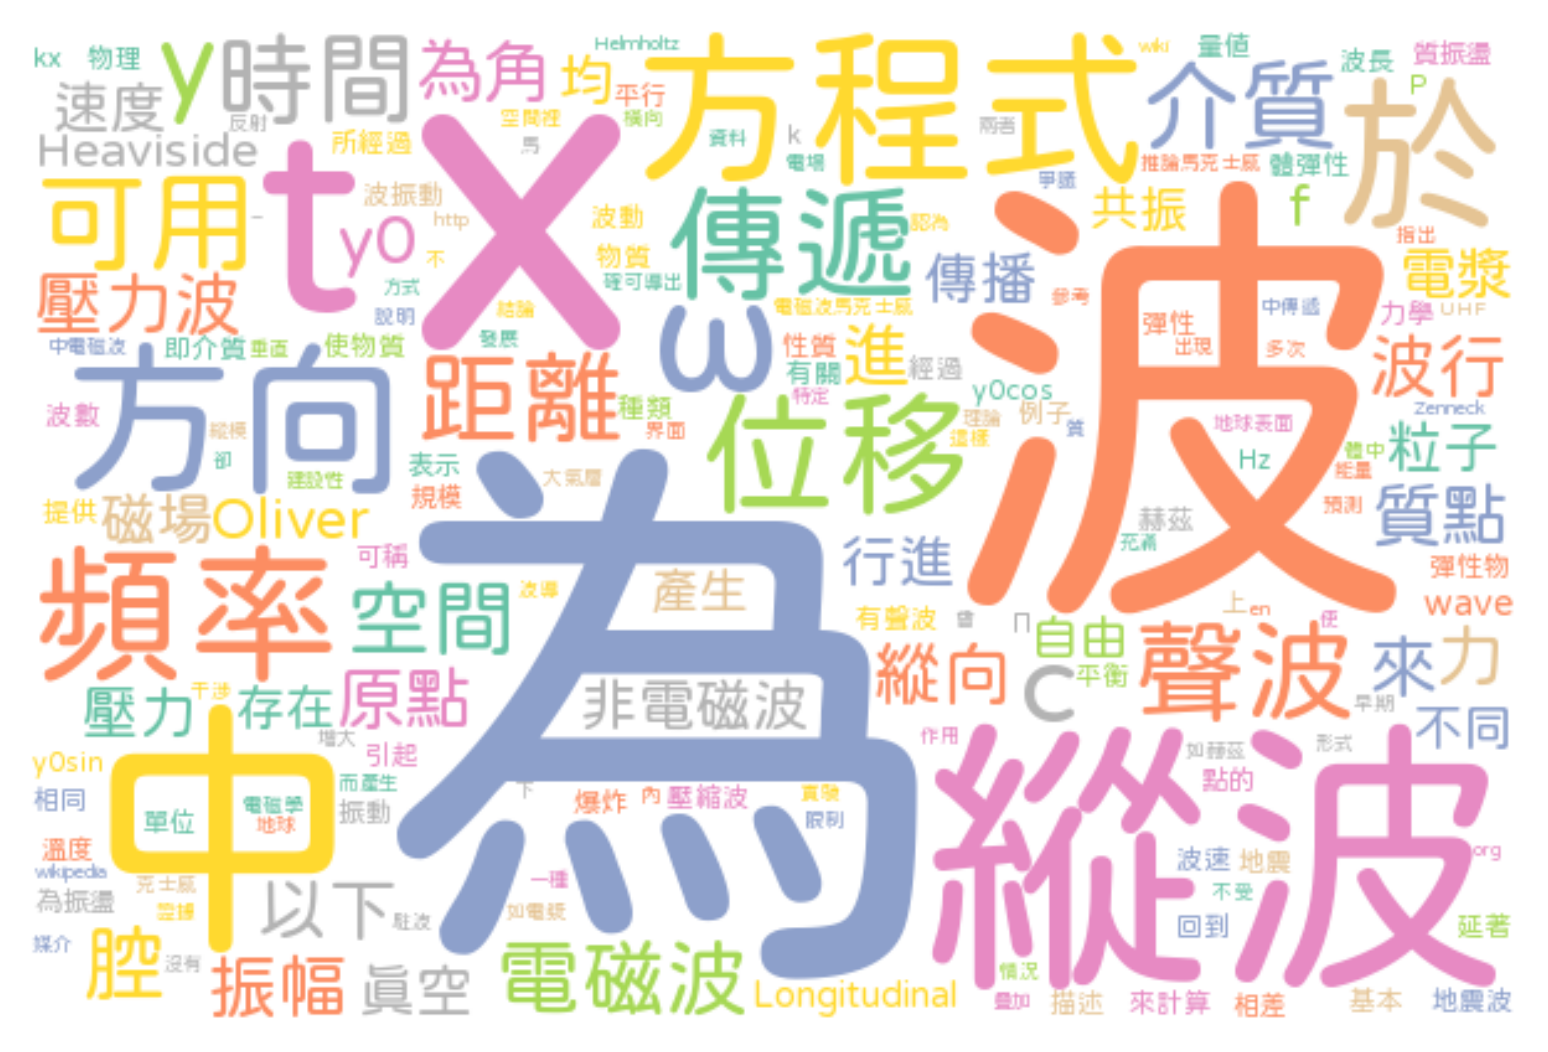 kx 物理 y 時間 為角 均 Helmholtz 方程式 wiki 量值 波長 質振盪
速度 反射 平行 介質 P 於
Heaviside 所經過 空間裡 橫向 資料 k 兩者
馬 電場 推論馬克士威 體彈性
可用 t 波振動 x 爭議 共振 f
y0 http 波動 傳遞 認為 波 指出
不 物質 傳播 電漿
壓力波 方式 確可導出 參考 中傳遞
說明 結論 電磁波馬克士威 彈性 力學 UHF
中電磁波 即介質 垂直 使物質 發展 ω 性質 進 出現 多次 波行
方向 距離 有關 經過
波數 種類 特定 y0cos Zenneck
縱模 界面 位移 理論 例子 地球表面
卻 這樣 質 粒子
建設性 表示 大氣層 Hz 體中 能量
提供 磁場 Oliver 規模 為 赫茲 預測 質點
頻率 可稱 行進 充滿
空間 波導 產生 彈性物
有聲波 會 上 en wave
∏ 自由 便
壓力 干涉 存在 原點 非電磁波 縱向 C 平衡 聲波 來 力
增大 早期
中 引起 作用 縱波 如赫茲 形式 不同
y0sin 而產生 下 點的
相同 單位 電磁學 振動 爆炸 內 壓縮波 實驗
地球 限制
溫度 波速 地震 org
wikipedia 克士威 一種 不受
為振盪 證據 以下 駐波 如電漿 回到 延著
媒介 腔 沒有 振幅 真空 電磁波 情況
Longitudinal 疊加 描述 來計算 相差 基本 地震波